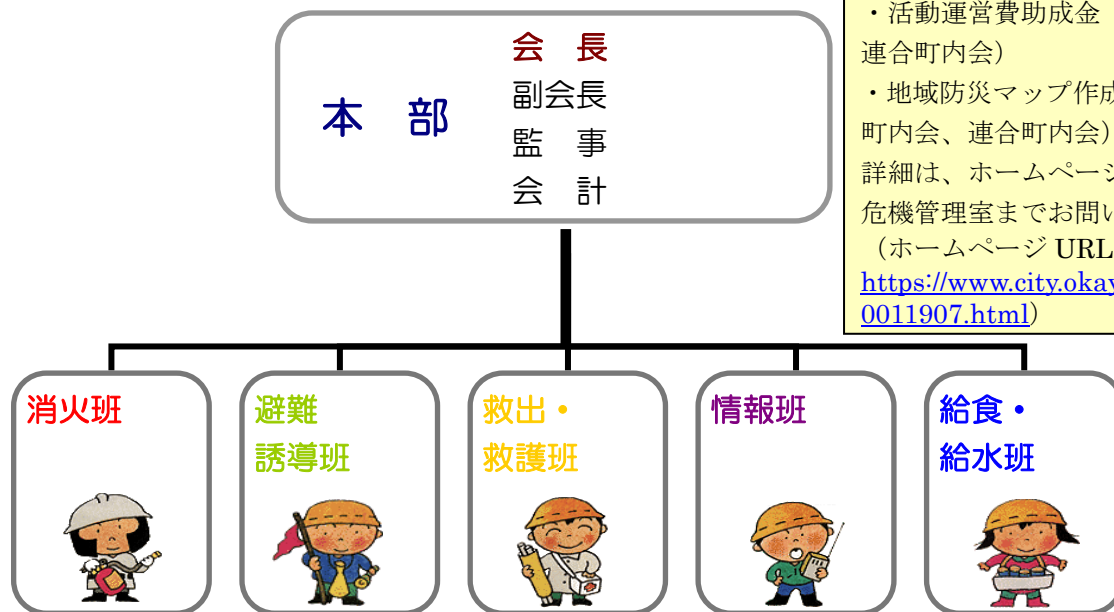 本 部
会 長
副会長
監 事
会 計
・活動運営費助成金
連合町内会)
・地域防災マップ作成
町内会、連合町内会)
詳細は、ホームページ
危機管理室までお問い
(ホームページ URL
https://www.city.okay
0011907.html)
消火班
避難
誘導班
救出・
救護班
情報班
給食・
給水班